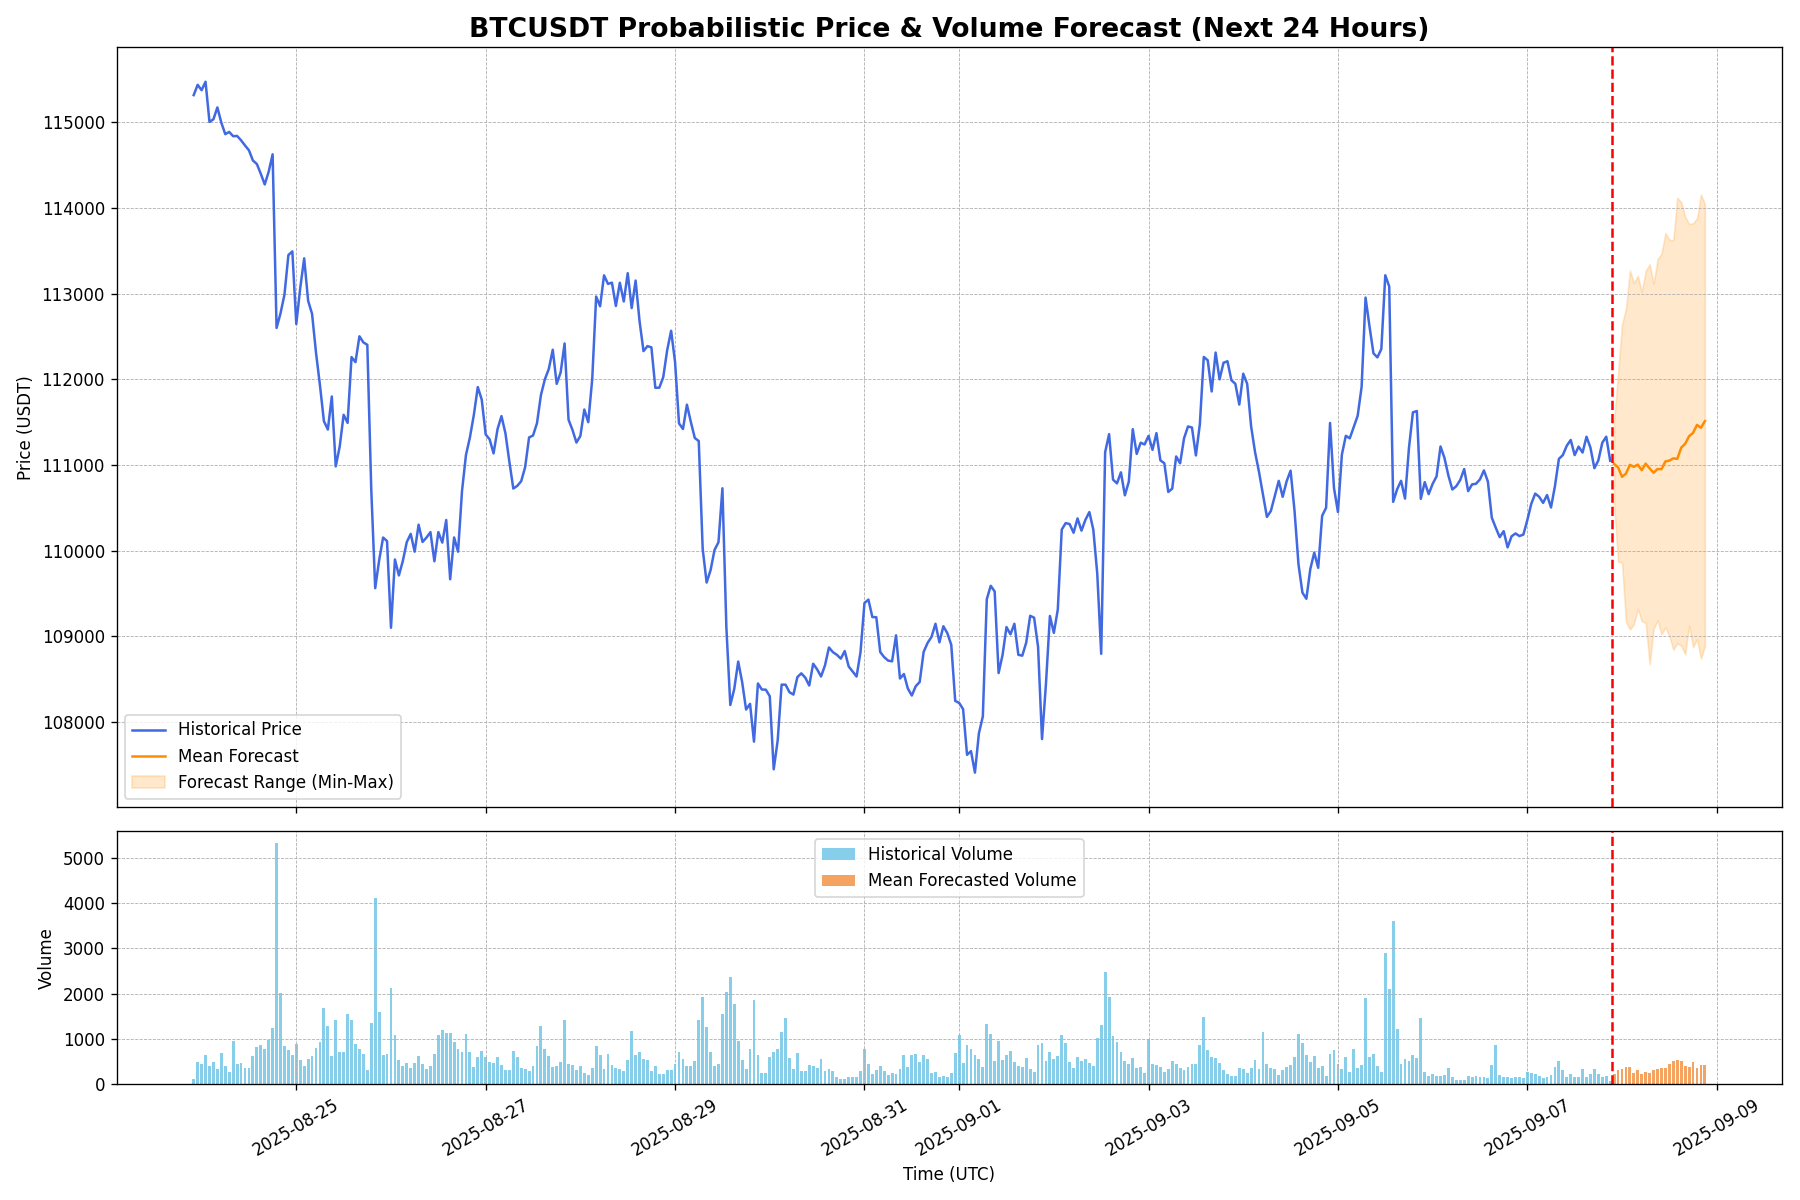 BTCUSDT Probabilistic Price & Volume Forecast (Next 24 Hours)
115000
114000
113000
112000
111000
110000
109000
108000
Price (USDT)
Historical Price
Mean Forecast
Forecast Range (Min-Max)
5000
4000
3000
2000
1000
0
Volume
Historical Volume
Mean Forecasted Volume
2025-08-25
2025-08-27
2025-08-29
2025-08-31
2025-09-01
2025-09-03
2025-09-05
2025-09-07
2025-09-09
Time (UTC)